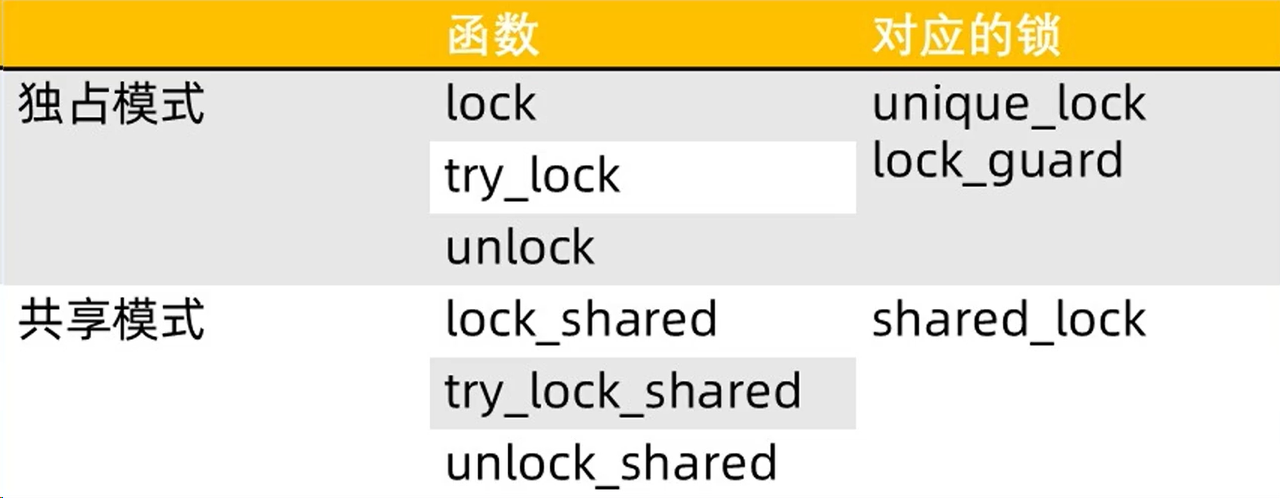 函数 对应的锁
独占模式 lock unique_lock
try_lock lock_guard
unlock
共享模式 lock_shared shared_lock
try_lock_shared
unlock_shared